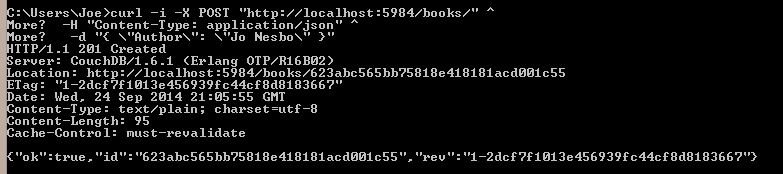 C:\Users\Joe>curl -i -X POST "http://localhost:5984/books/" ^
More?  -H "Content-Type: application/json" ^
More?   -d "{ \"Author\": \"Jo Nesbo\" }"
HTTP/1.1 201 Created
Server: CouchDB/1.6.1 (Erlang OTP/R16B02)
Location: http://localhost:5984/books/623abc565bb75818e418181acd001c55
ETag: "1-2dcf7f1013e456939fc44cf8d8183667"
Date: Wed, 24 Sep 2014 21:05:55 GMT
Content-Type: text/plain; charset=utf-8
Content-Length: 95
Cache-Control: must-revalidate
{"ok":true,"id":"623abc565bb75818e418181acd001c55","rev":"1-2dcf7f1013e456939fc44cf8d8183667"}